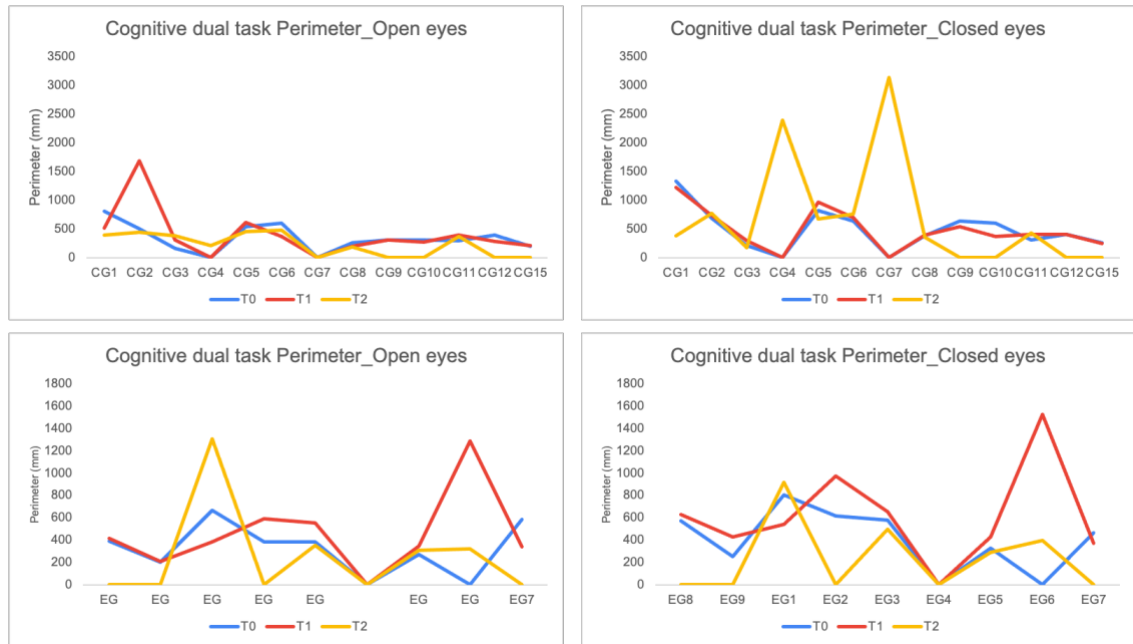 Cognitive dual task Perimeter_Open eyes
3500
3000
2500
2000
1500
1000
500
0
Perimeter (mm)
CG1 CG2 CG3 CG4 CG5 CG6 CG7 CG8 CG9 CG10 CG11 CG12 CG15
T0 T1 T2
Cognitive dual task Perimeter_Closed eyes
3500
3000
2500
2000
1500
1000
500
0
Perimeter (mm)
CG1 CG2 CG3 CG4 CG5 CG6 CG7 CG8 CG9 CG10 CG11 CG12 CG15
T0 T1 T2
Cognitive dual task Perimeter_Open eyes
1800
1600
1400
1200
1000
800
600
400
200
0
Perimeter (mm)
EG EG EG EG EG EG EG EG7
T0 T1 T2
Cognitive dual task Perimeter_Closed eyes
1800
1600
1400
1200
1000
800
600
400
200
0
Perimeter (mm)
EG8 EG9 EG1 EG2 EG3 EG4 EG5 EG6 EG7
T0 T1 T2